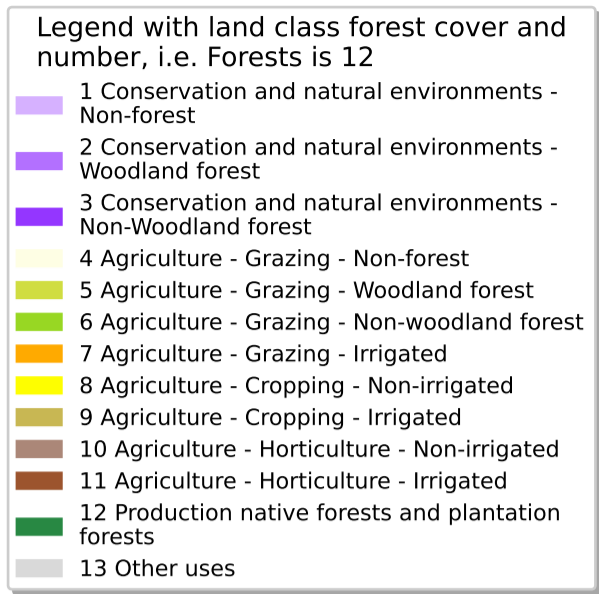 Legend with land class forest cover and
number, i.e. Forests is 12
1 Conservation and natural environments -
Non-forest
2 Conservation and natural environments -
Woodland forest
3 Conservation and natural environments -
Non-Woodland forest
4 Agriculture - Grazing - Non-forest
5 Agriculture - Grazing - Woodland forest
6 Agriculture - Grazing - Non-woodland forest
7 Agriculture - Grazing - Irrigated
8 Agriculture - Cropping - Non-irrigated
9 Agriculture - Cropping - Irrigated
10 Agriculture - Horticulture - Non-irrigated
11 Agriculture - Horticulture - Irrigated
12 Production native forests and plantation
forests
13 Other uses